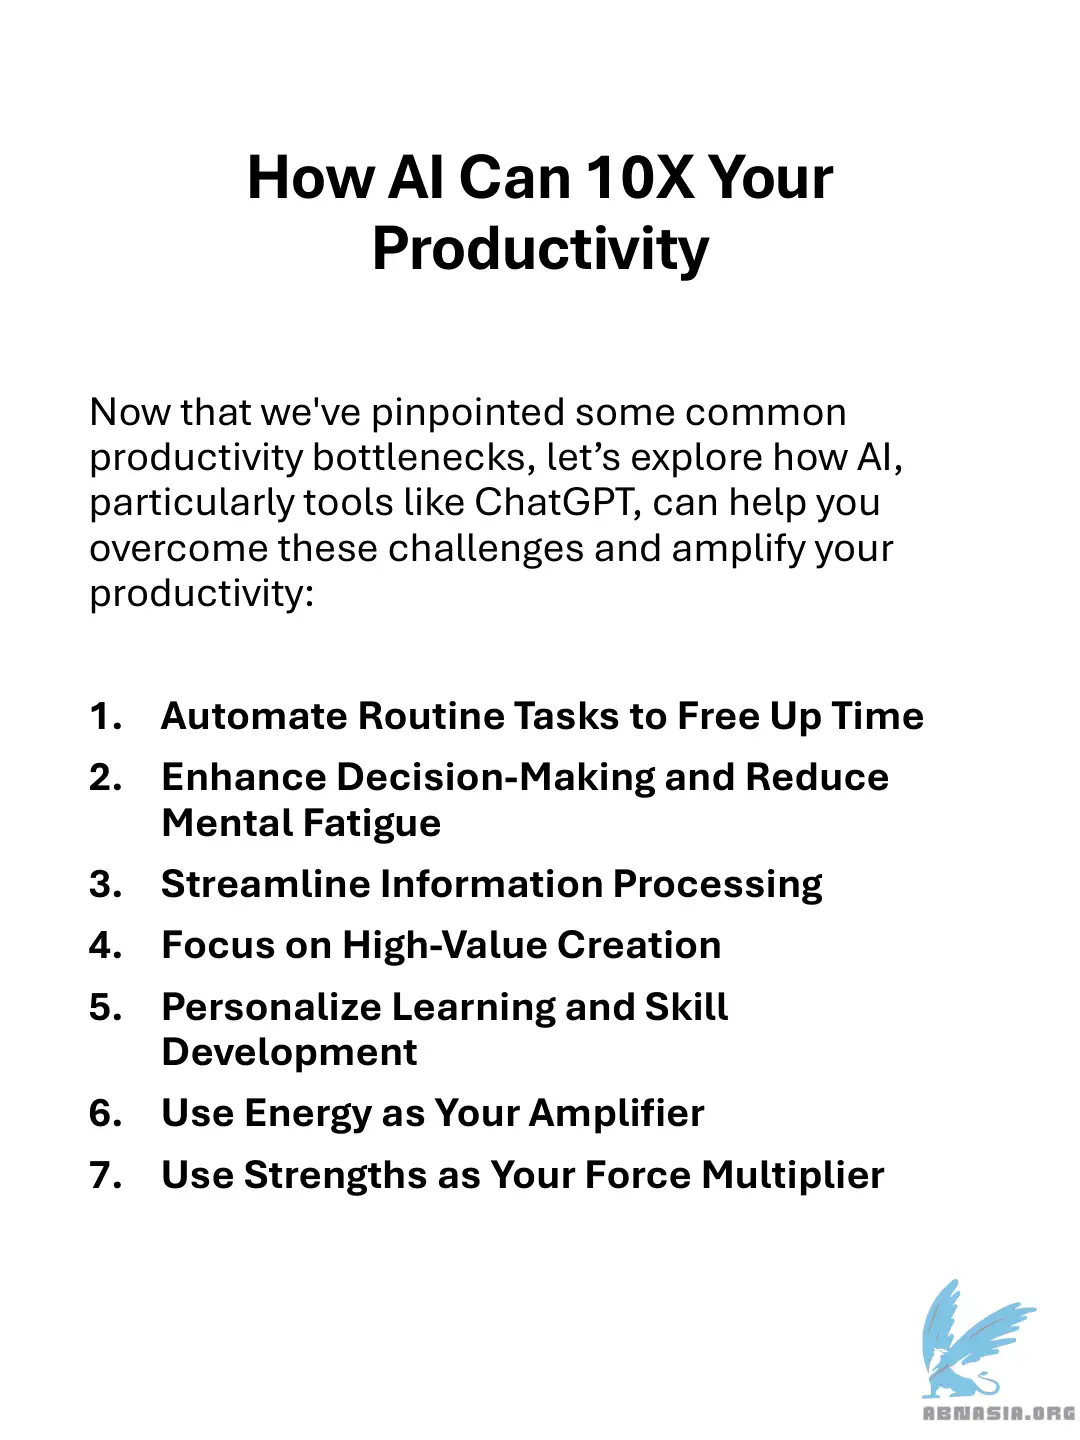 How AI Can 10X Your
Productivity
Now that we've pinpointed some common
productivity bottlenecks, let’s explore how AI,
particularly tools like ChatGPT, can help you
overcome these challenges and amplify your
productivity:
1. Automate Routine Tasks to Free Up Time
2. Enhance Decision-Making and Reduce
Mental Fatigue
3. Streamline Information Processing
4. Focus on High-Value Creation
5. Personalize Learning and Skill
Development
6. Use Energy as Your Amplifier
7. Use Strengths as Your Force Multiplier
ABNASIA.ORG